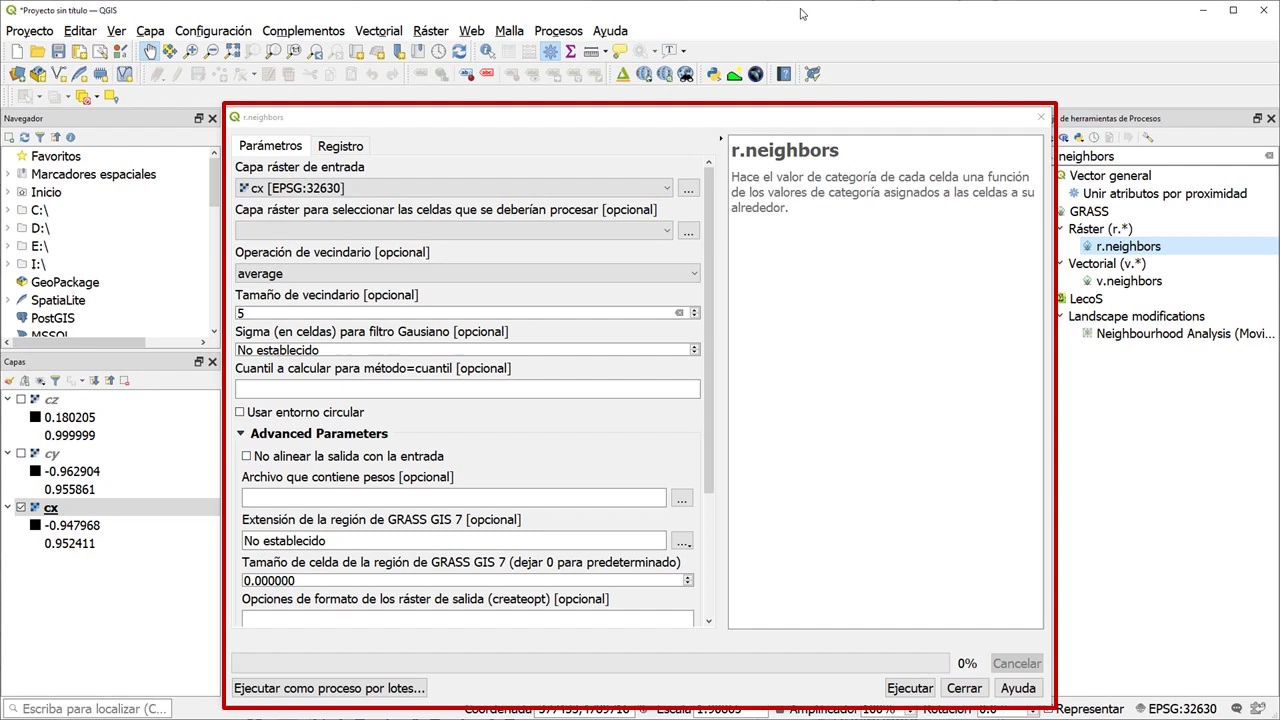 *Proyecto sin título — QGIS
Proyecto Editar Ver Capa Configuración Complementos Vectorial Ráster Web Malla Procesos Ayuda
Navegador
Favoritos
Marcadores espaciales
Inicio
C:\
D:\
E:\
I:\
GeoPackage
SpatiaLite
PostGIS
MSSQL
Capas
cz
0.180205
0.999999
cy
-0.962904
0.955861
cx
-0.947968
0.952411
r.neighbors
Parámetros Registro
Capa ráster de entrada
cx [EPSG:32630]
...
Capa ráster para seleccionar las celdas que se deberían procesar [opcional]
...
Operación de vecindario [opcional]
average
Tamaño de vecindario [opcional]
5
Sigma (en celdas) para filtro Gausiano [opcional]
No establecido
Cuantil a calcular para método=cuantil [opcional]
Usar entorno circular
Advanced Parameters
No alinear la salida con la entrada
Archivo que contiene pesos [opcional]
...
Extensión de la región de GRASS GIS 7 [opcional]
No establecido
...
Tamaño de celda de la región de GRASS GIS 7 (dejar 0 para predeterminado)
0.000000
Opciones de formato de los ráster de salida (createopt) [opcional]
r.neighbors
Hace el valor de categoría de cada celda una función
de los valores de categoría asignados a las celdas a su
alrededor.
0% Cancelar
Ejecutar como proceso por lotes... Ejecutar Cerrar Ayuda
de herramientas de Procesos
neighbors
Vector general
Unir atributos por proximidad
GRASS
Ráster (r.*)
r.neighbors
Vectorial (v.*)
v.neighbors
LecoS
Landscape modifications
Neighbourhood Analysis (Movi...
Escriba para localizar (C... Coordenada Escala Amplificador 100% Rotación Representar EPSG:32630